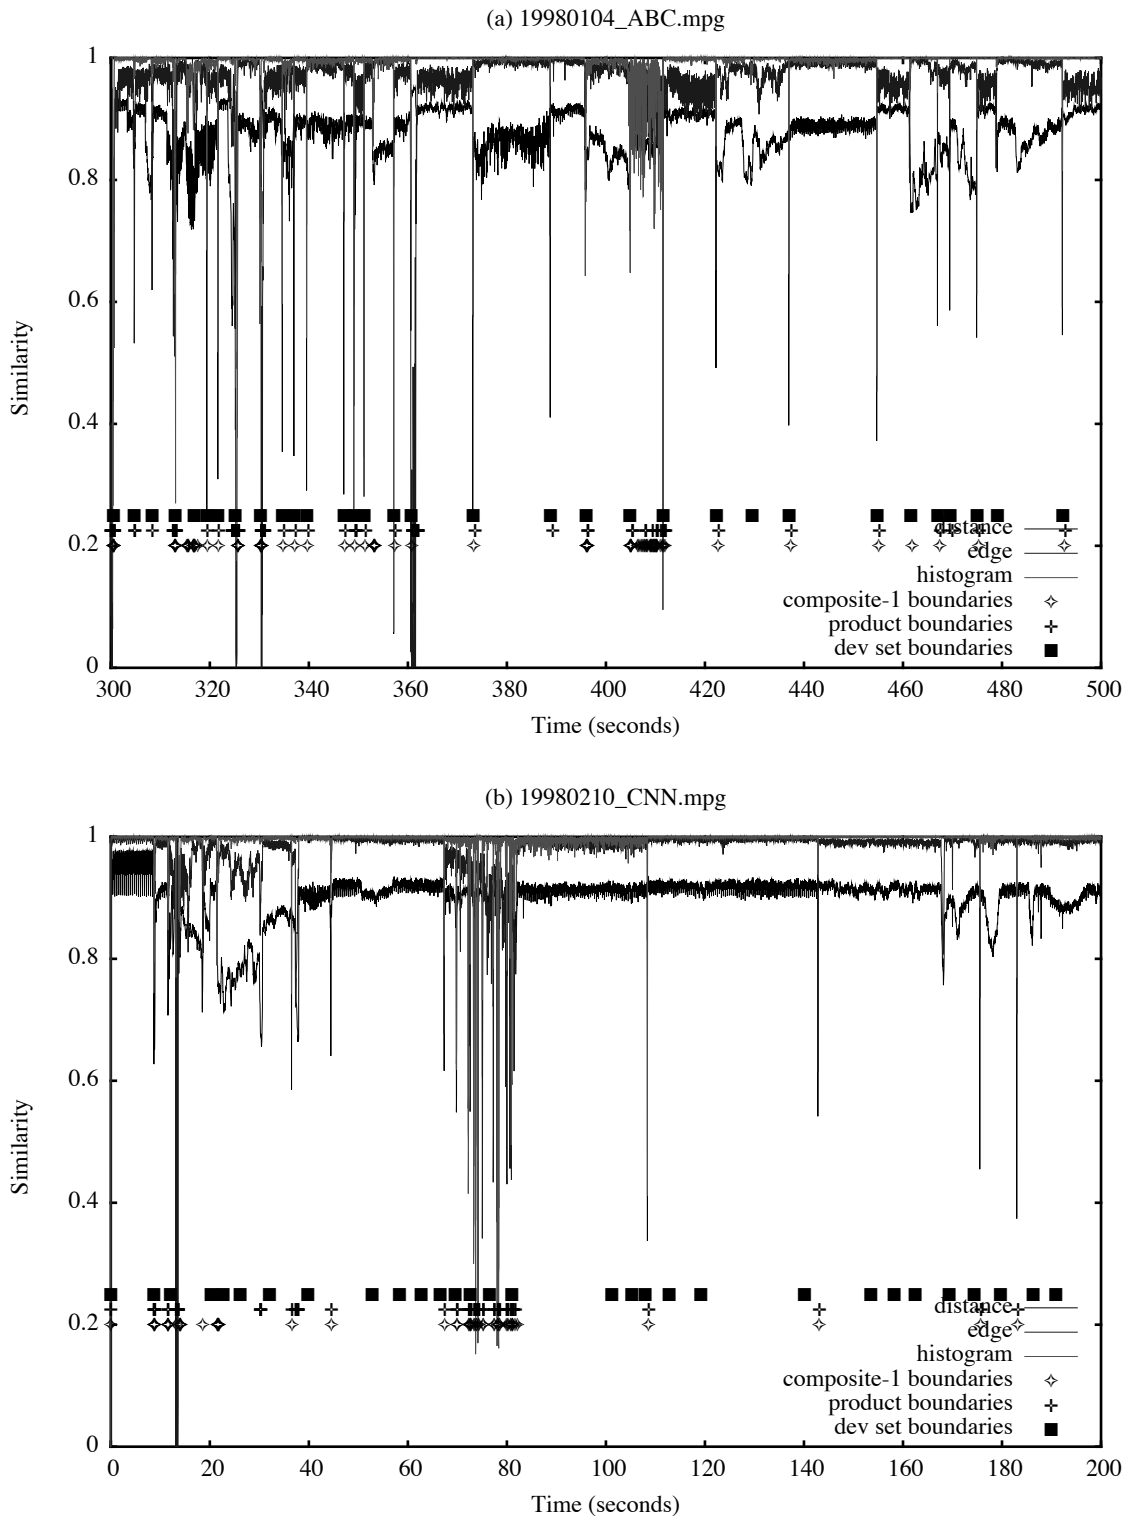 (a) 19980104_ABC.mpg
1
0.8
0.6
Similarity
0.4
distance
0.2
edge
histogram
composite-1 boundaries
product boundaries
dev set boundaries
0
300 320 340 360 380 400 420 440 460 480 500
Time (seconds)
(b) 19980210_CNN.mpg
1
0.8
0.6
Similarity
0.4
distance
0.2
edge
histogram
composite-1 boundaries
product boundaries
dev set boundaries
0
0 20 40 60 80 100 120 140 160 180 200
Time (seconds)